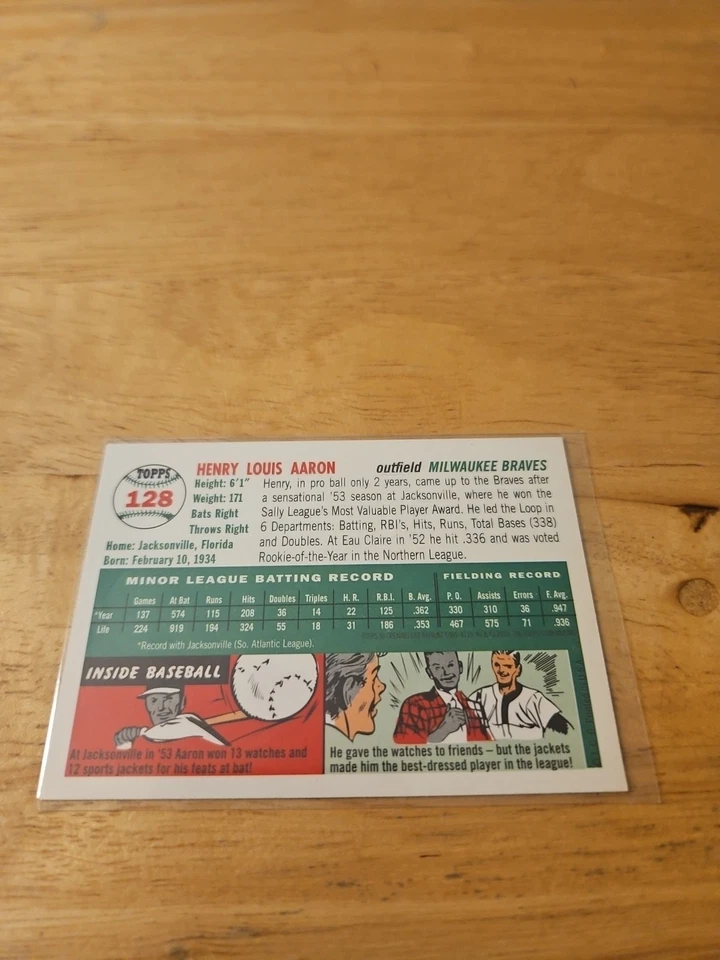 TOPPS
128
HENRY LOUIS AARON outfield MILWAUKEE BRAVES
Height: 6'1"
Weight: 171
Bats Right
Throws Right
Home: Jacksonville, Florida
Born: February 10, 1934
Henry, in pro ball only 2 years, came up to the Braves after
a sensational '53 season at Jacksonville, where he won the
Sally League's Most Valuable Player Award. He led the Loop in
6 Departments: Batting, RBI's, Hits, Runs, Total Bases (338)
and Doubles. At Eau Claire in '52 he hit .336 and was voted
Rookie-of-the-Year in the Northern League.
MINOR LEAGUE BATTING RECORD FIELDING RECORD
Games At Bat Runs Hits Doubles Triples H. R. R.B.I. B. Avg. P. O. Assists Errors F. Avg.
*Year 137 574 115 208 36 14 22 125 .362 330 310 36 .947
Life 224 919 194 324 55 18 31 186 .353 467 575 71 .936
*Record with Jacksonville (So. Atlantic League).
INSIDE BASEBALL
At Jacksonville in '53 Aaron won 13 watches and
12 sports jackets for his feats at bat!
He gave the watches to friends – but the jackets
made him the best-dressed player in the league!